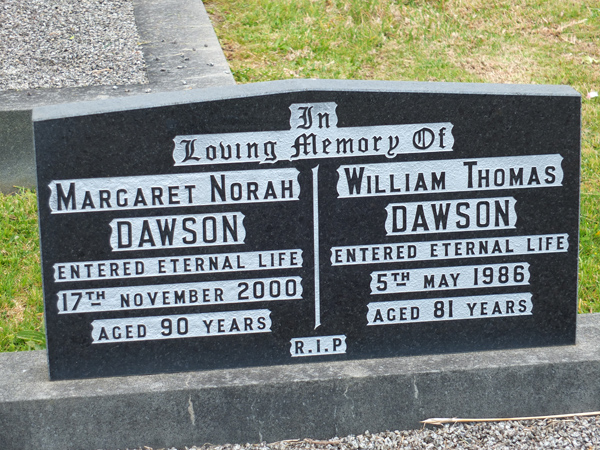 In
Loving Memory Of
MARGARET NORAH
DAWSON
ENTERED ETERNAL LIFE
17TH NOVEMBER 2000
AGED 90 YEARS
WILLIAM THOMAS
DAWSON
ENTERED ETERNAL LIFE
5TH MAY 1986
AGED 81 YEARS
R.I.P